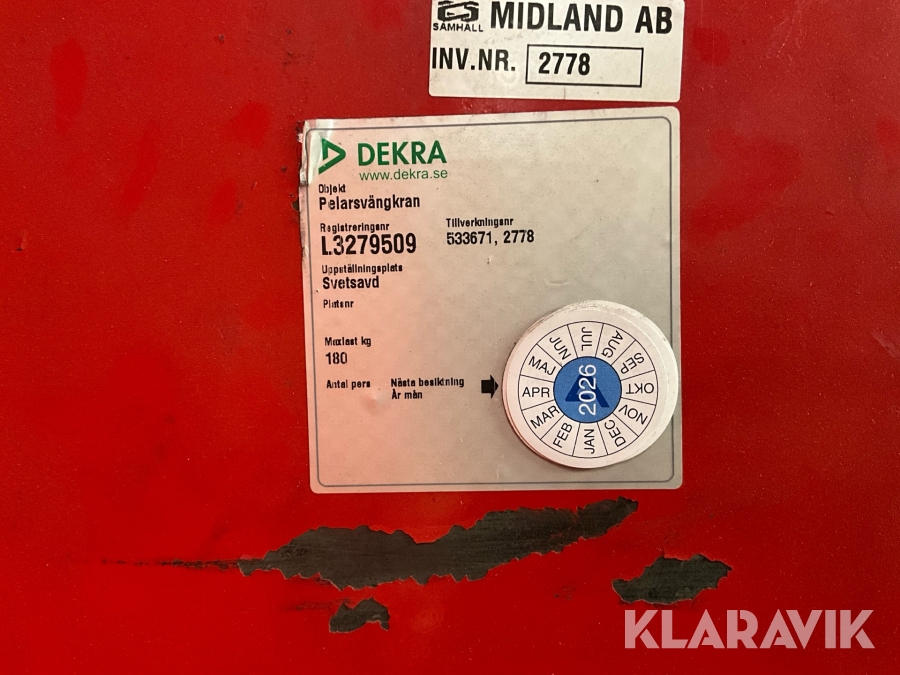 SAMHALL MIDLAND AB
INV.NR. 2778
DEKRA
www.dekra.se
Objekt
Pelarsvängkran
Registreringsnr Tillverkningsnr
L3279509 533671, 2778
Uppställningsplats
Svetsavd
Platsnr
Maxlast kg
180
Antal pers Nästa besiktning
År mån
JAN FEB MAR APR MAJ JUN JUL AUG SEP OKT NOV DEC
2026
KLARAVIK